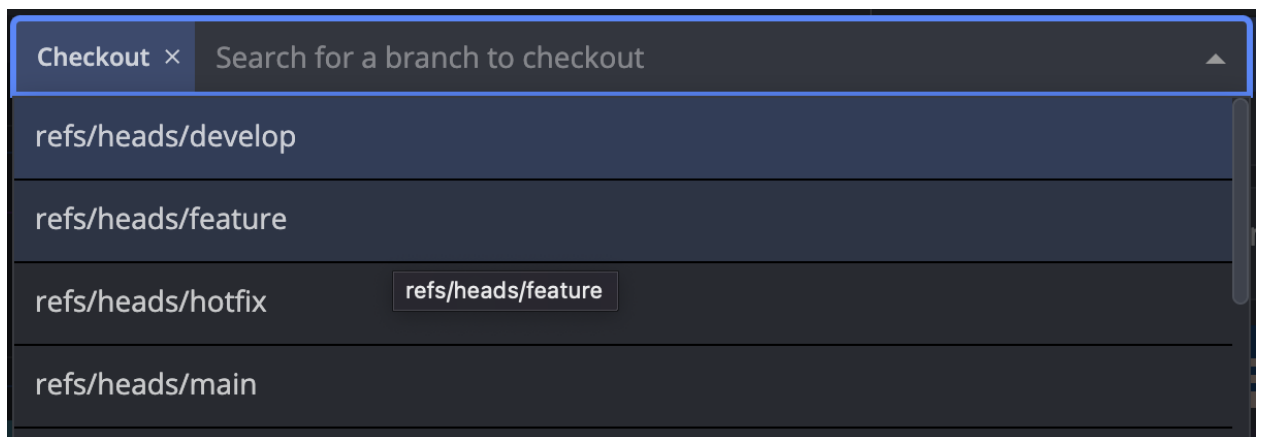 Checkout × Search for a branch to checkout
refs/heads/develop
refs/heads/feature
refs/heads/hotfix
refs/heads/feature
refs/heads/main